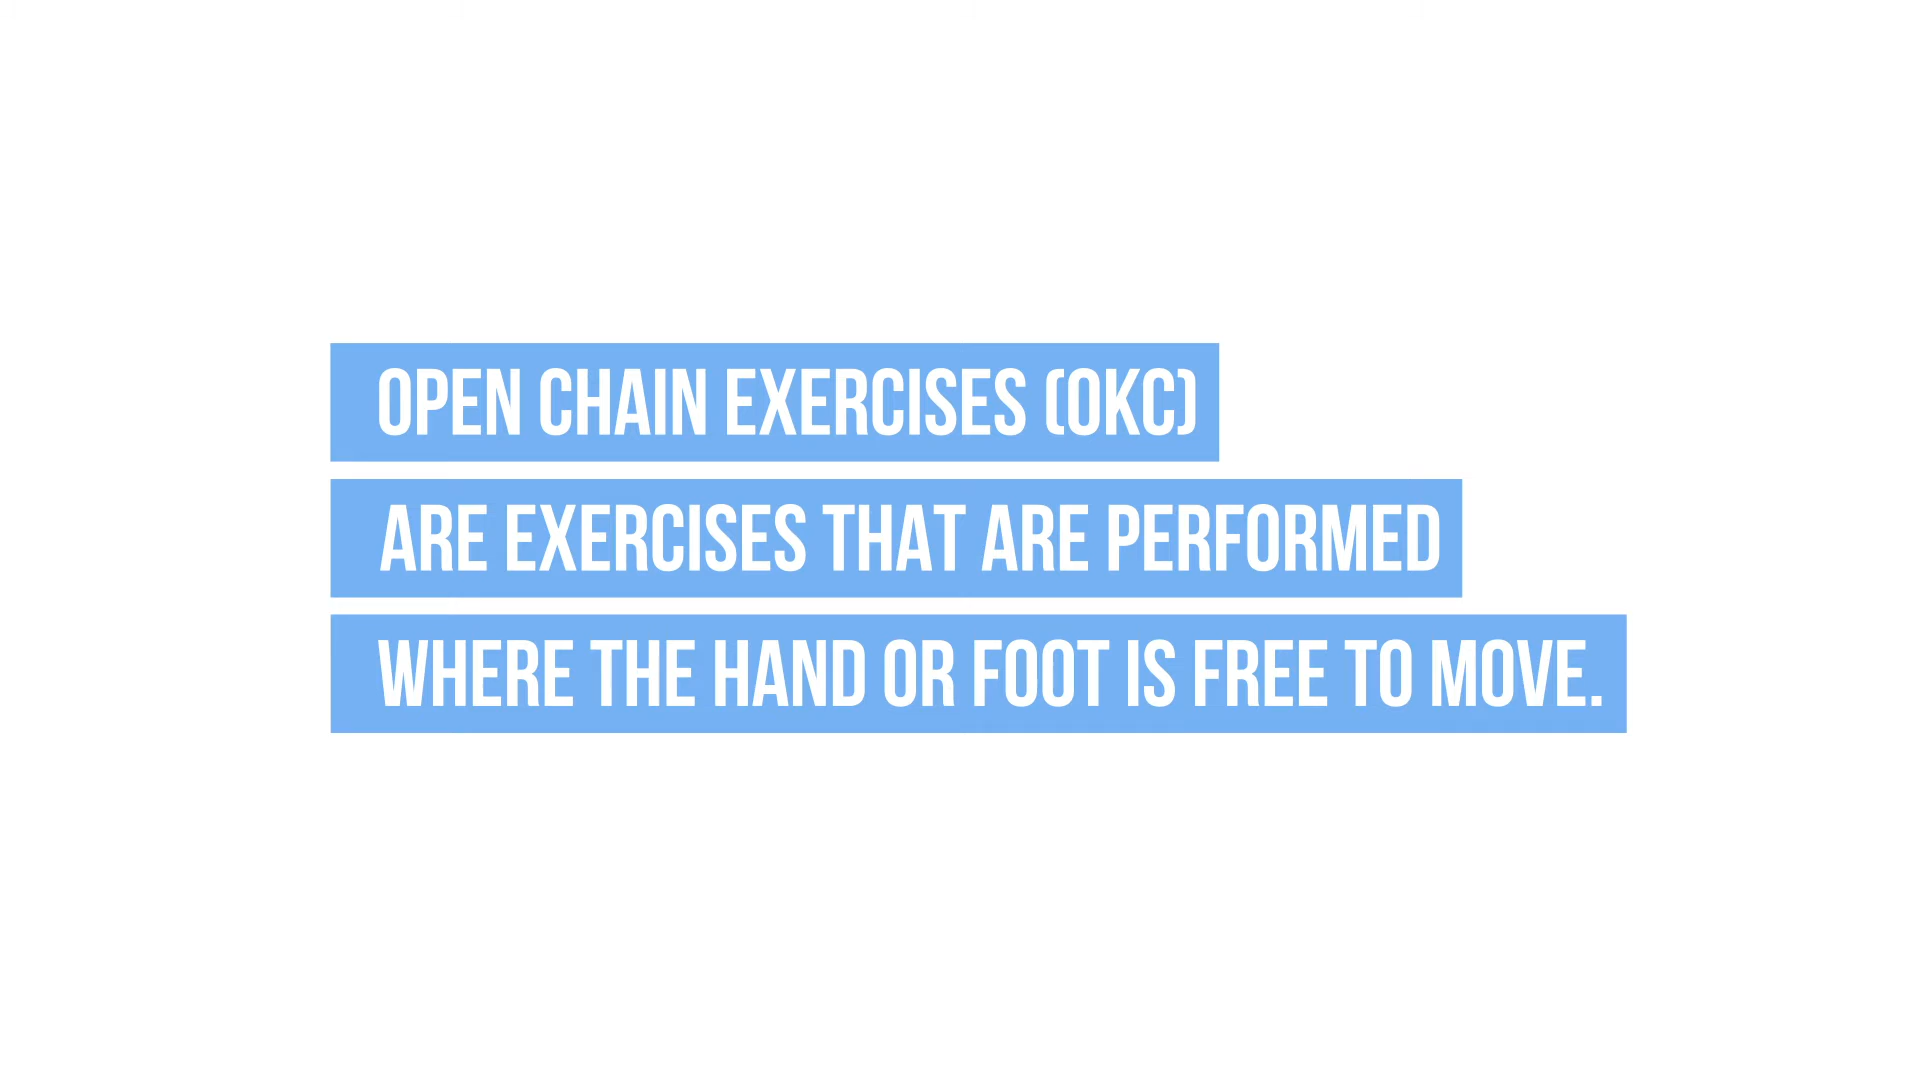 OPEN CHAIN EXERCISES (OKC)
ARE EXERCISES THAT ARE PERFORMED
WHERE THE HAND OR FOOT IS FREE TO MOVE.